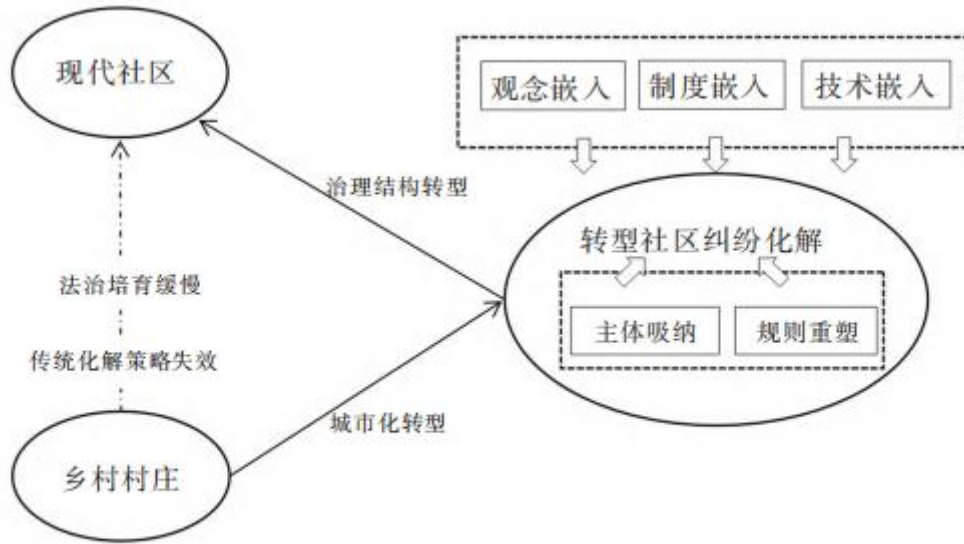 现代社区
观念嵌入
制度嵌入
技术嵌入
治理结构转型
转型社区纠纷化解
法治培育缓慢
主体吸纳
规则重塑
传统化解策略失效
城市化转型
乡村村庄